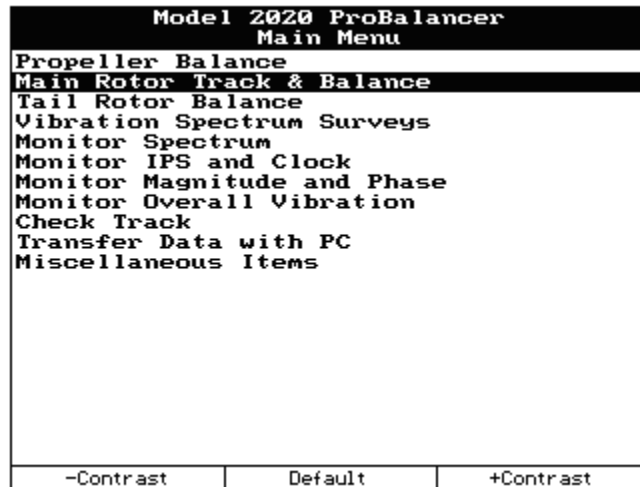 Model 2020 ProBalancer
Main Menu
Propeller Balance
Main Rotor Track & Balance
Tail Rotor Balance
Vibration Spectrum Surveys
Monitor Spectrum
Monitor IPS and Clock
Monitor Magnitude and Phase
Monitor Overall Vibration
Check Track
Transfer Data with PC
Miscellaneous Items
-Contrast Default +Contrast